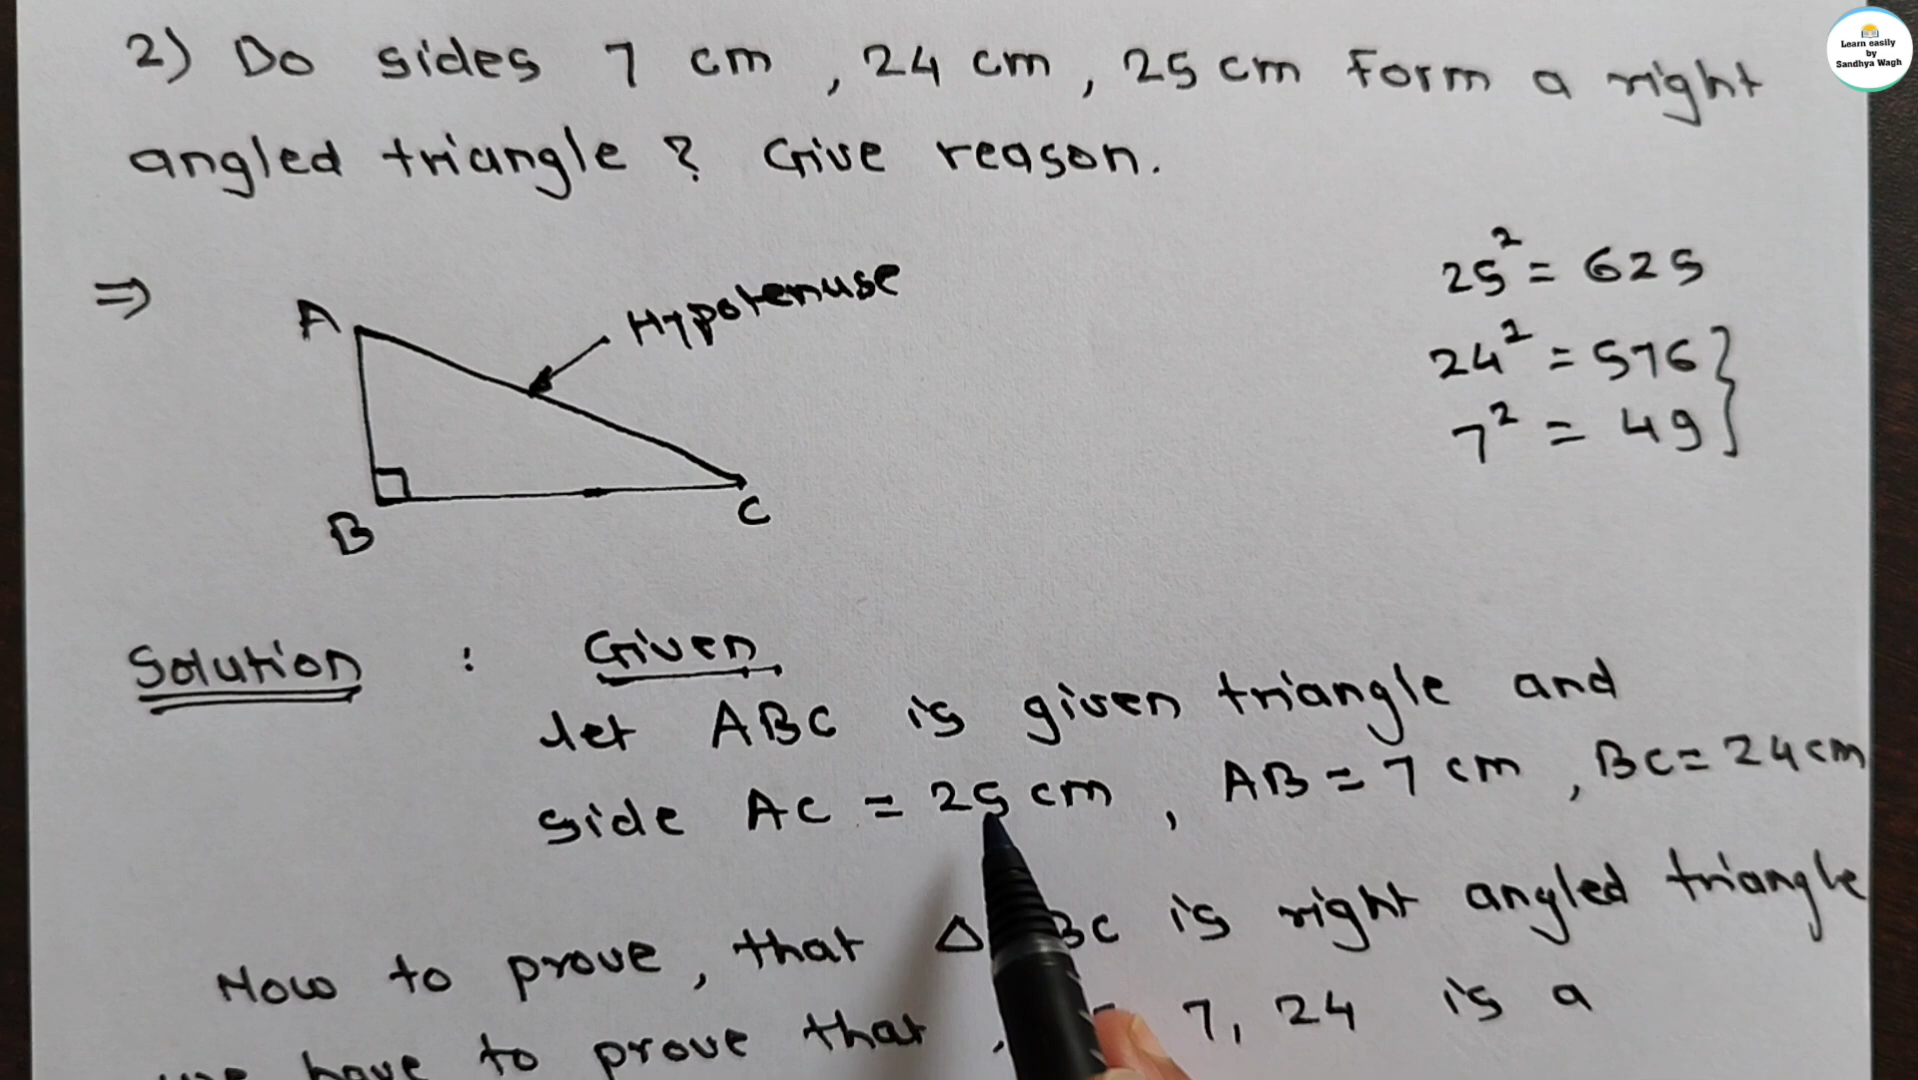 2) Do sides 7 cm , 24 cm , 25 cm Form a right
angled triangle ? Give reason.
⇒
A
Hypotenuse
B
C
25² = 625
24² = 576
7² = 49
Solution : Given
let ABC is given triangle and
side AC = 25 cm , AB = 7 cm , BC = 24 cm
Now to prove, that △ BC is right angled triangle
have to prove that , 7, 24 is a
Learn easily
by
Sandhya Wagh